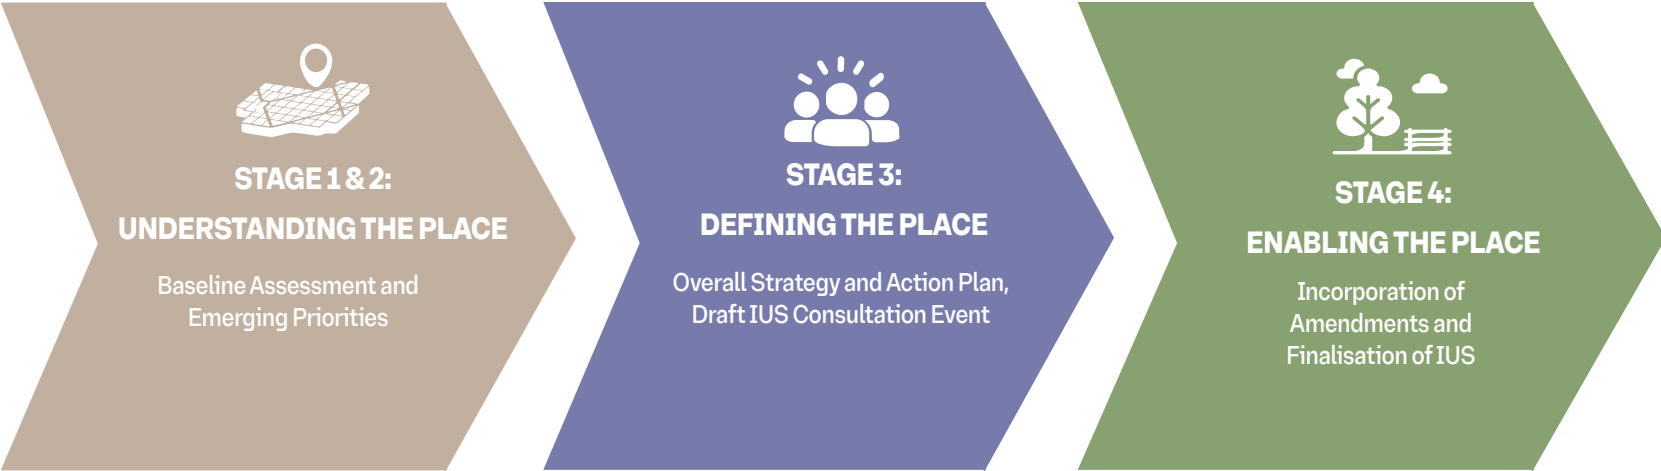 STAGE 1 & 2:
UNDERSTANDING THE PLACE
Baseline Assessment and
Emerging Priorities
STAGE 3:
DEFINING THE PLACE
Overall Strategy and Action Plan,
Draft IUS Consultation Event
STAGE 4:
ENABLING THE PLACE
Incorporation of
Amendments and
Finalisation of IUS